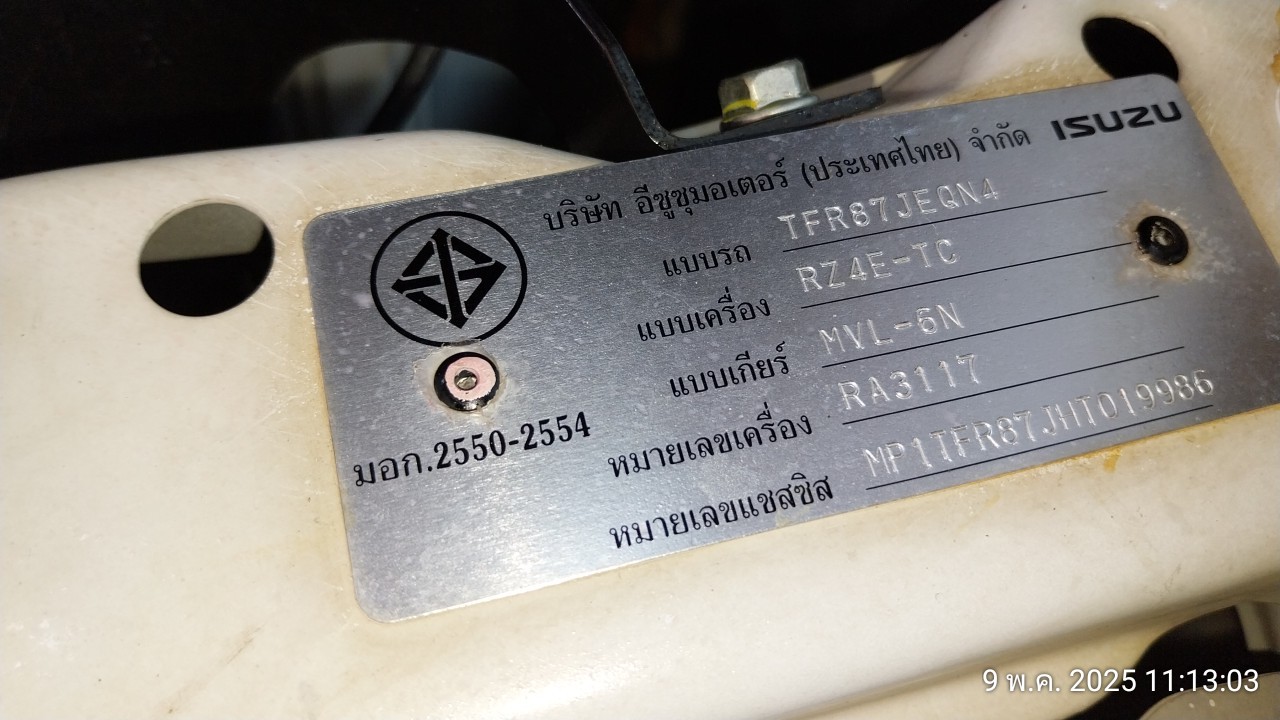 ISUZU
บริษัท อีซูซุมอเตอร์ (ประเทศไทย) จำกัด
แบบรถ TFR87JEQN4
แบบเครื่อง RZ4E-TC
แบบเกียร์ MVL-6N
หมายเลขเครื่อง RA3117
หมายเลขแชสซิส MP1TFR87JHT019986
มอก.2550-2554
9 พ.ค. 2025 11:13:03